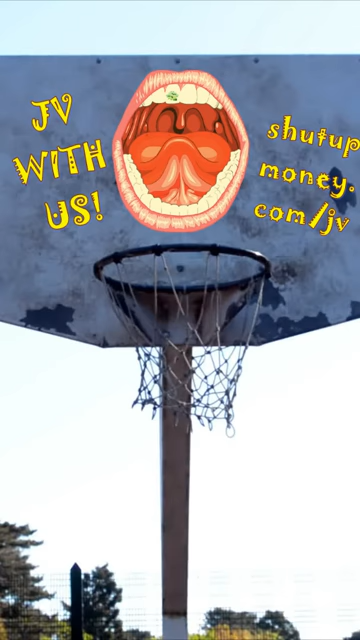 JV
WITH
US!
shutup
money.
com/jv